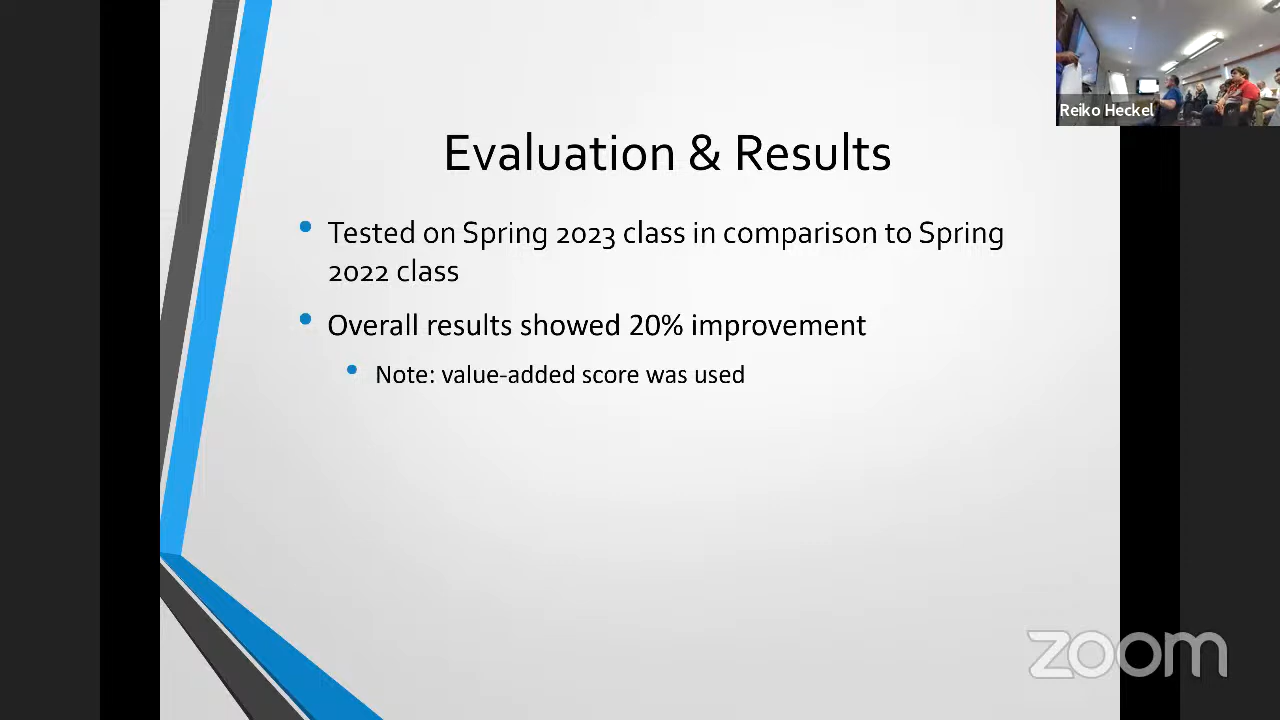 Reiko Heckel
Evaluation & Results
Tested on Spring 2023 class in comparison to Spring
2022 class
Overall results showed 20% improvement
Note: value-added score was used
zoom